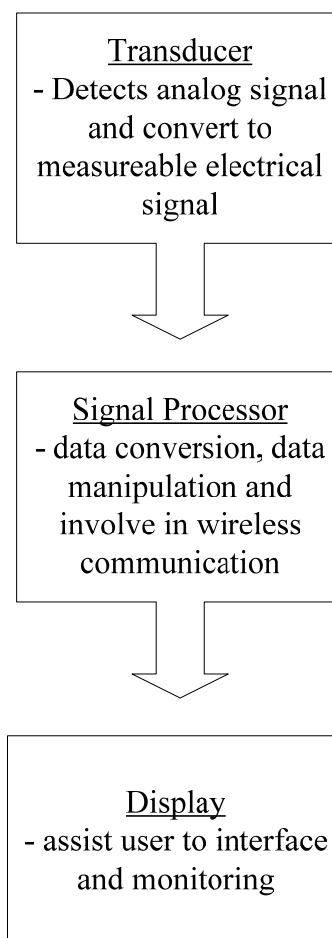 Transducer
- Detects analog signal
and convert to
measureable electrical
signal
Signal Processor
- data conversion, data
manipulation and
involve in wireless
communication
Display
- assist user to interface
and monitoring